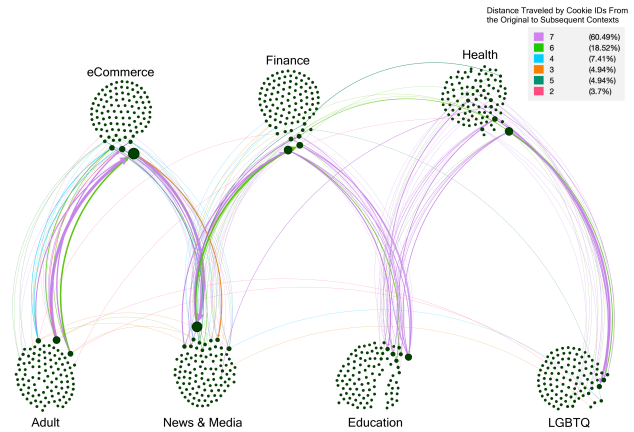 Distance Traveled by Cookie IDs From
the Original to Subsequent Contexts
7 (60.49%)
6 (18.52%)
4 (7.41%)
3 (4.94%)
5 (4.94%)
2 (3.7%)
eCommerce
Finance
Health
Adult
News & Media
Education
LGBTQ